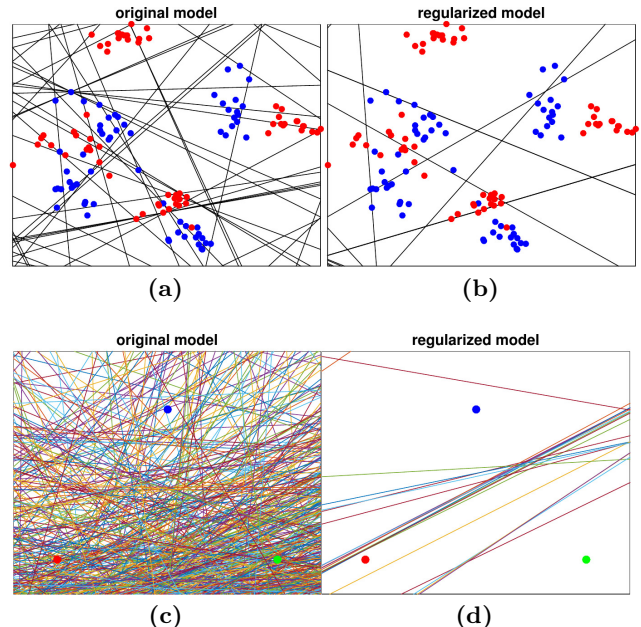 original model
regularized model
(a)
(b)
original model
regularized model
(c)
(d)